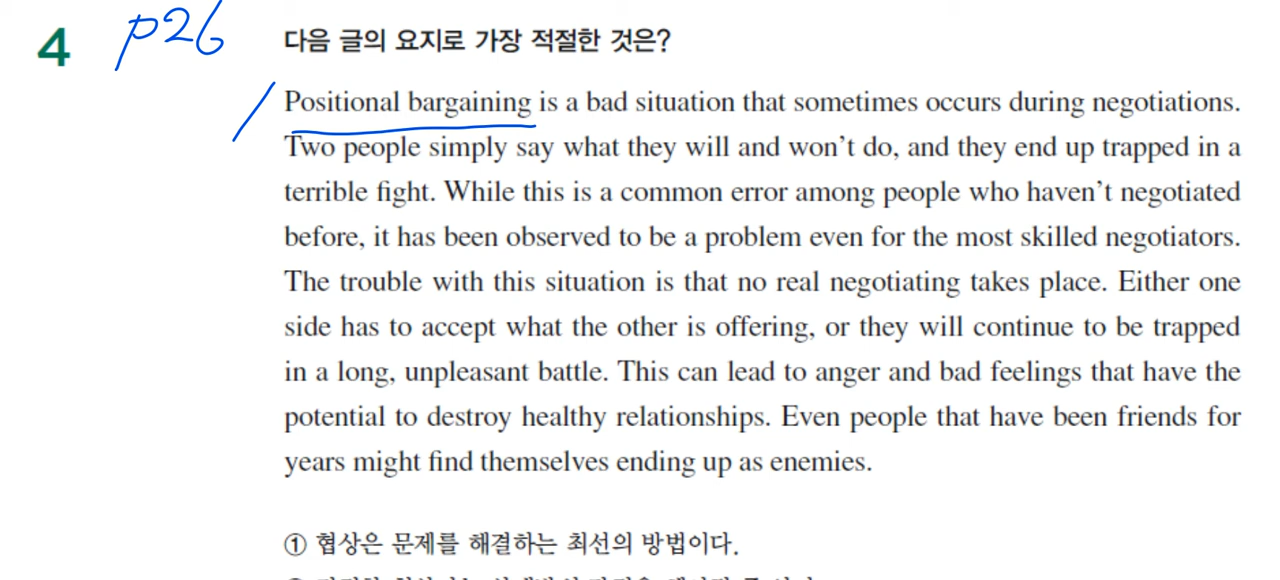 4 p26 다음 글의 요지로 가장 적절한 것은?
Positional bargaining is a bad situation that sometimes occurs during negotiations.
Two people simply say what they will and won't do, and they end up trapped in a
terrible fight. While this is a common error among people who haven't negotiated
before, it has been observed to be a problem even for the most skilled negotiators.
The trouble with this situation is that no real negotiating takes place. Either one
side has to accept what the other is offering, or they will continue to be trapped
in a long, unpleasant battle. This can lead to anger and bad feelings that have the
potential to destroy healthy relationships. Even people that have been friends for
years might find themselves ending up as enemies.
① 협상은 문제를 해결하는 최선의 방법이다.